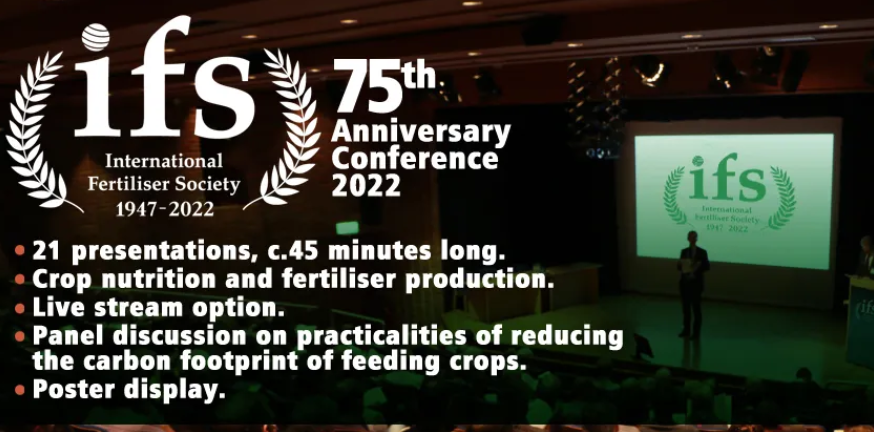 ifs
International
Fertiliser Society
1947-2022
75th
Anniversary
Conference
2022
• 21 presentations, c.45 minutes long.
• Crop nutrition and fertiliser production.
• Live stream option.
• Panel discussion on practicalities of reducing
the carbon footprint of feeding crops.
• Poster display.
ifs
International
Fertiliser Society
1947 2022
ifs